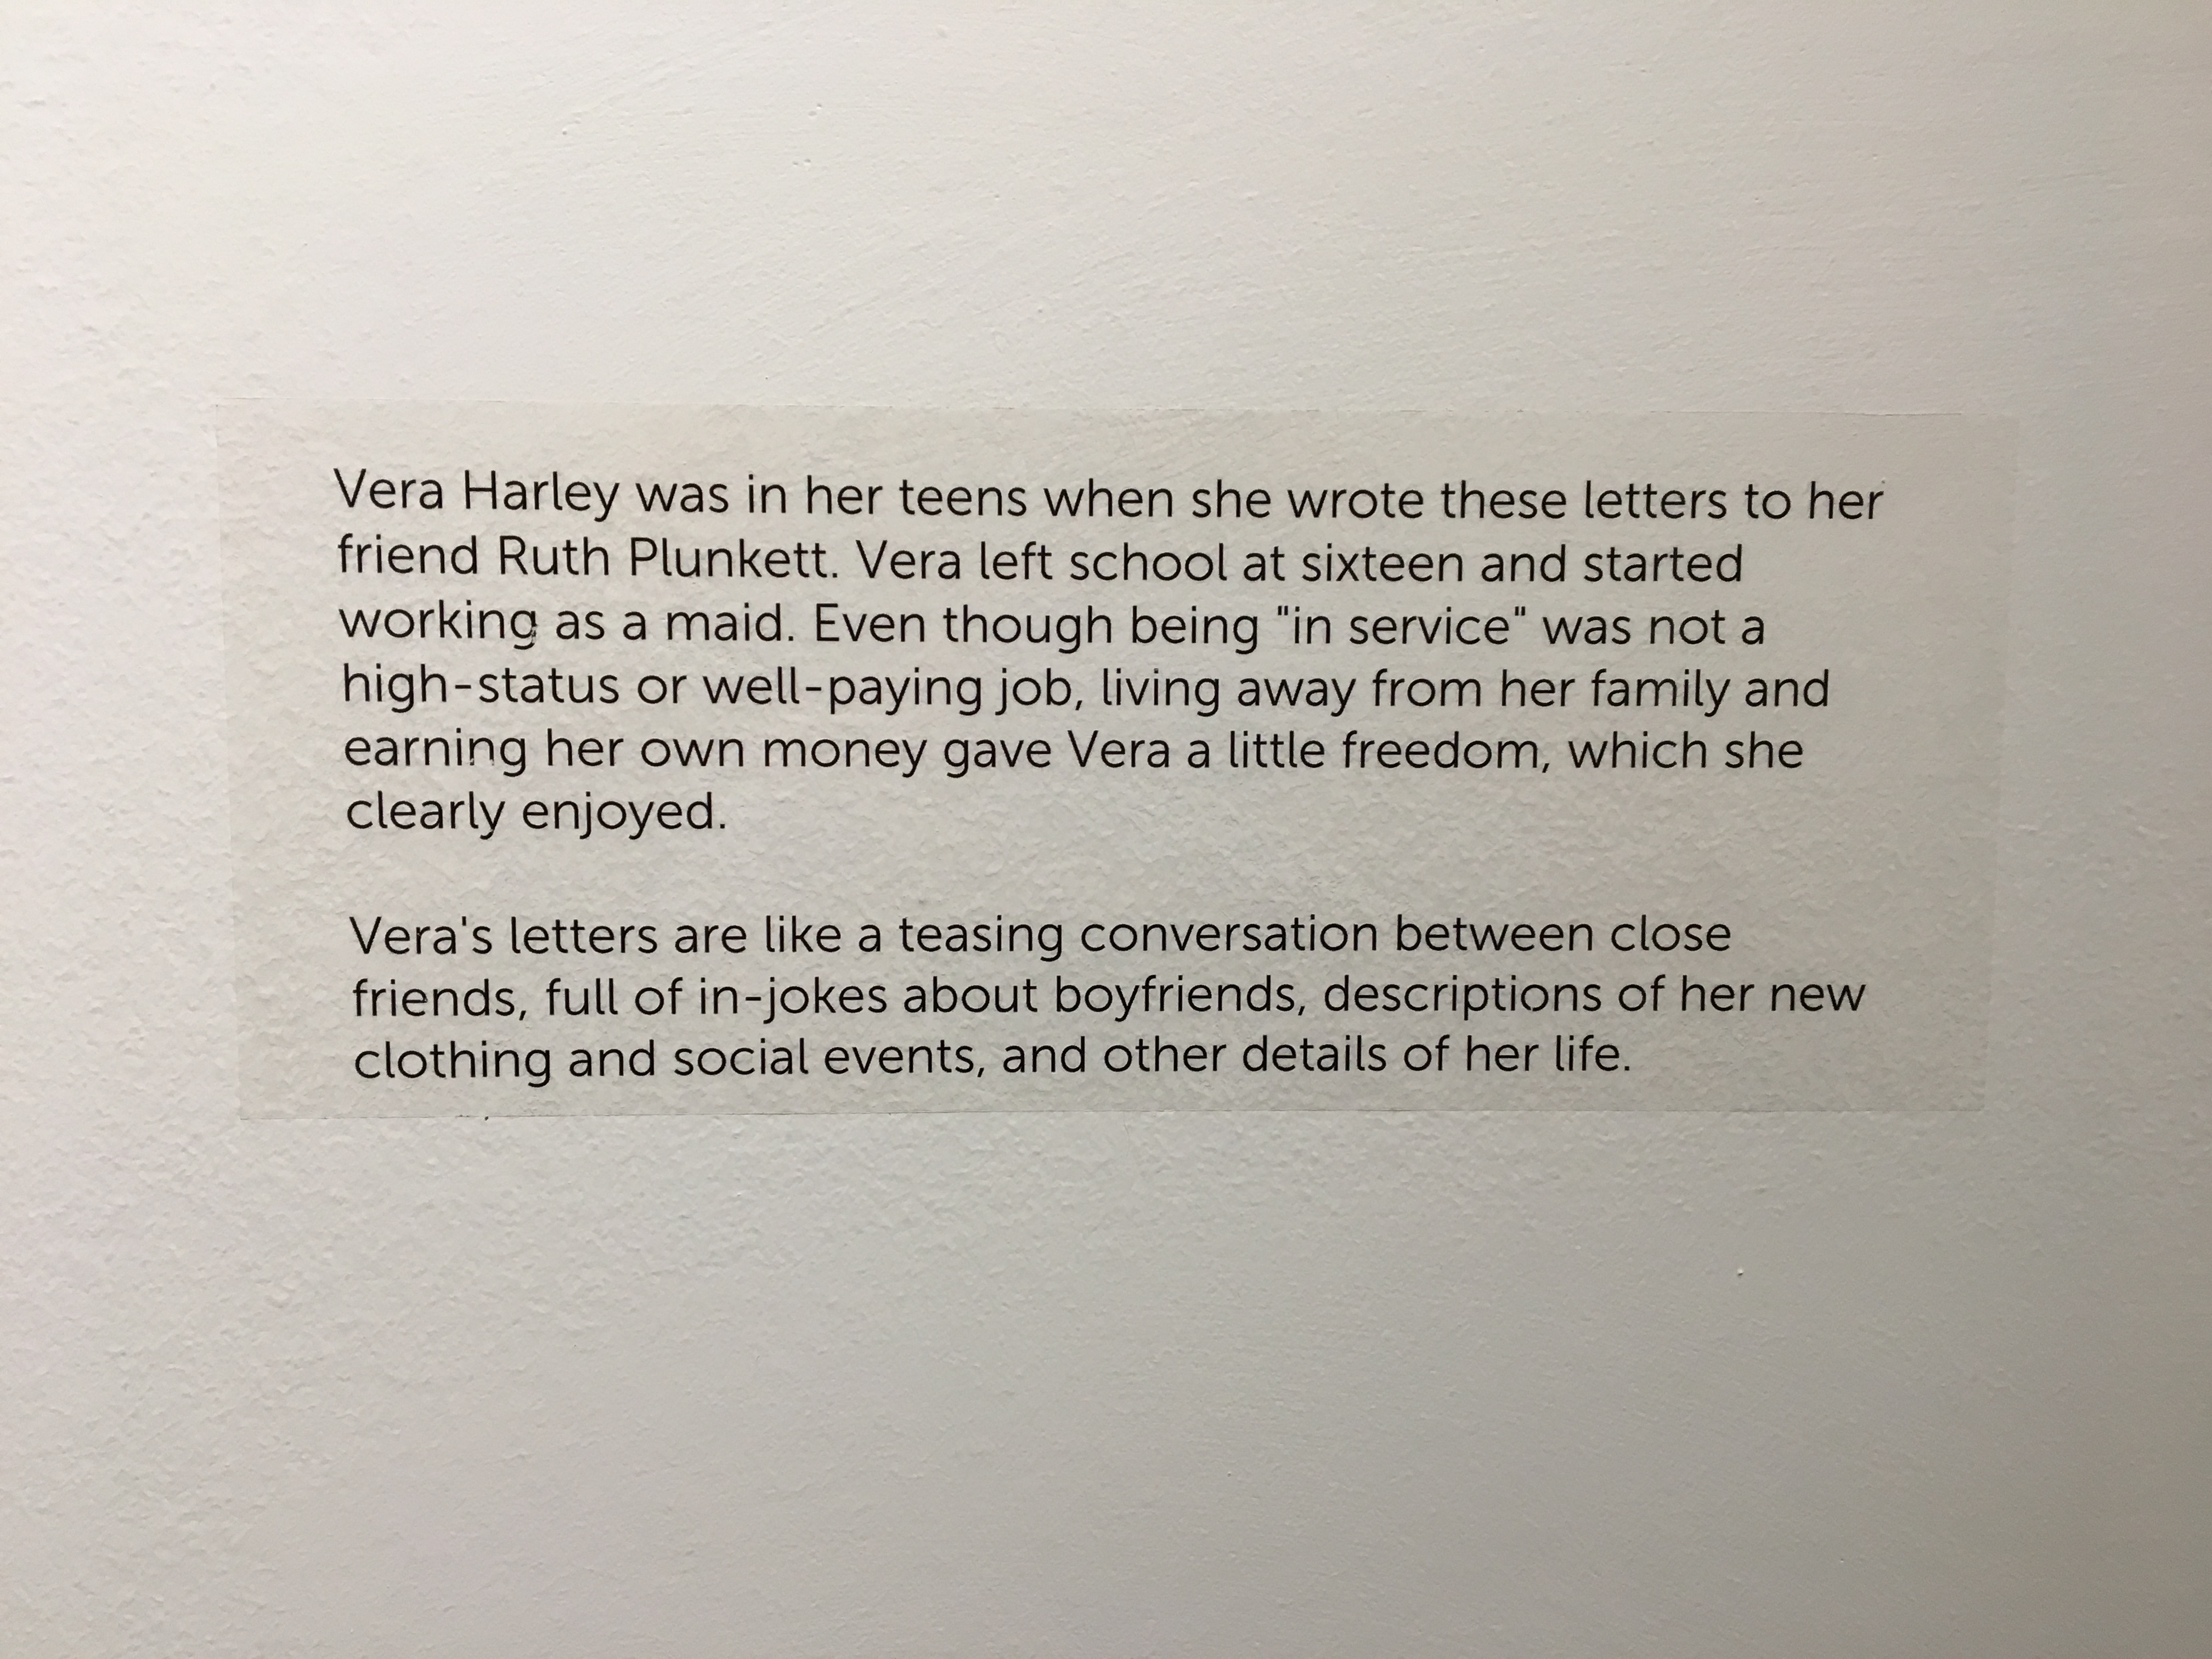 Vera Harley was in her teens when she wrote these letters to her
friend Ruth Plunkett. Vera left school at sixteen and started
working as a maid. Even though being "in service" was not a
high-status or well-paying job, living away from her family and
earning her own money gave Vera a little freedom, which she
clearly enjoyed.
Vera's letters are like a teasing conversation between close
friends, full of in-jokes about boyfriends, descriptions of her new
clothing and social events, and other details of her life.